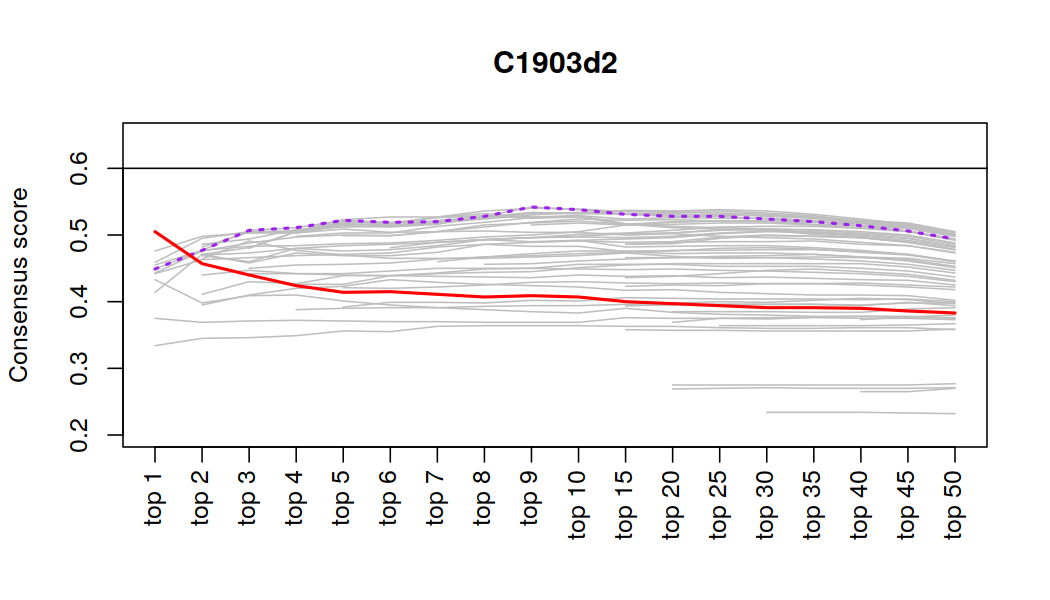 C1903d2
Consensus score
0.6
0.5
0.4
0.3
0.2
top 1
top 2
top 3
top 4
top 5
top 6
top 7
top 8
top 9
top 10
top 15
top 20
top 25
top 30
top 35
top 40
top 45
top 50